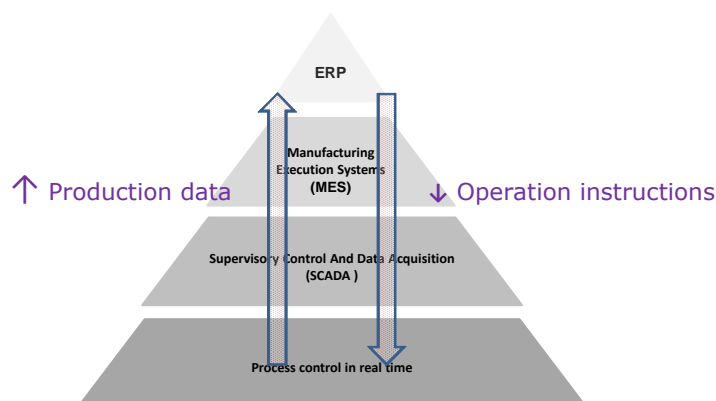 ERP
Manufacturing
Execution Systems
(MES)
↑ Production data
↓ Operation instructions
Supervisory Control And Data Acquisition
(SCADA )
Process control in real time